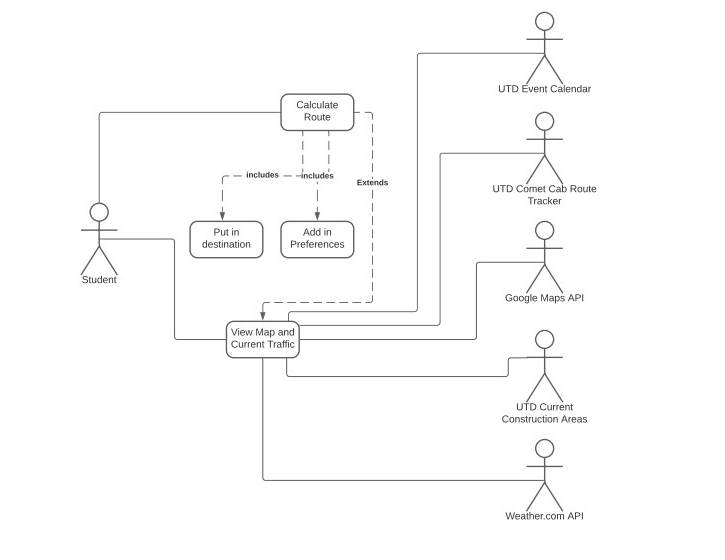 UTD Event Calendar
Calculate
Route
includes
includes
Extends
UTD Comet Cab Route
Tracker
Put in
destination
Add in
Preferences
Student
Google Maps API
View Map and
Current Traffic
UTD Current
Construction Areas
Weather.com API